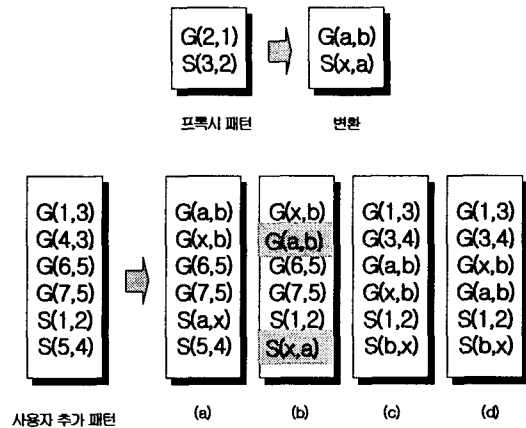 G(2,1)
S(3,2)
G(a,b)
S(x,a)
프록시 패턴
변환
G(1,3)
G(4,3)
G(6,5)
G(7,5)
S(1,2)
S(5,4)
G(a,b)
G(x,b)
G(6,5)
G(7,5)
S(a,x)
S(5,4)
G(x,b)
G(a,b)
G(6,5)
G(7,5)
S(1,2)
S(x,a)
G(1,3)
G(3,4)
G(a,b)
G(x,b)
S(1,2)
S(b,x)
G(1,3)
G(3,4)
G(x,b)
G(a,b)
S(1,2)
S(b,x)
사용자 추가 패턴
(a)
(b)
(c)
(d)